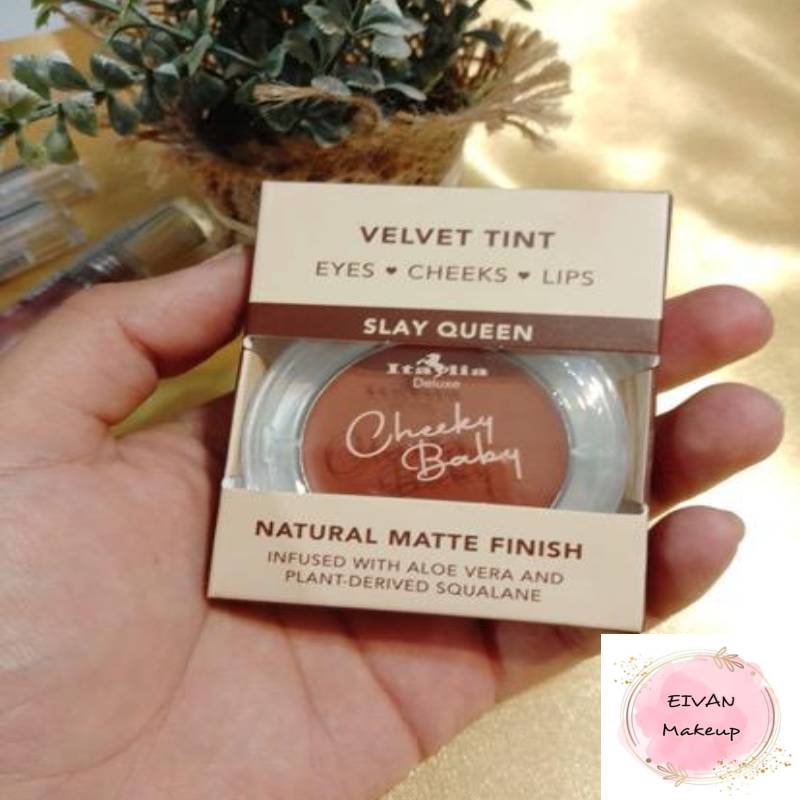 VELVET TINT
EYES ♥ CHEEKS ♥ LIPS
SLAY QUEEN
Italia
Deluxe
Cheeky
Baby
NATURAL MATTE FINISH
INFUSED WITH ALOE VERA AND
PLANT-DERIVED SQUALANE
EIVAN
Makeup